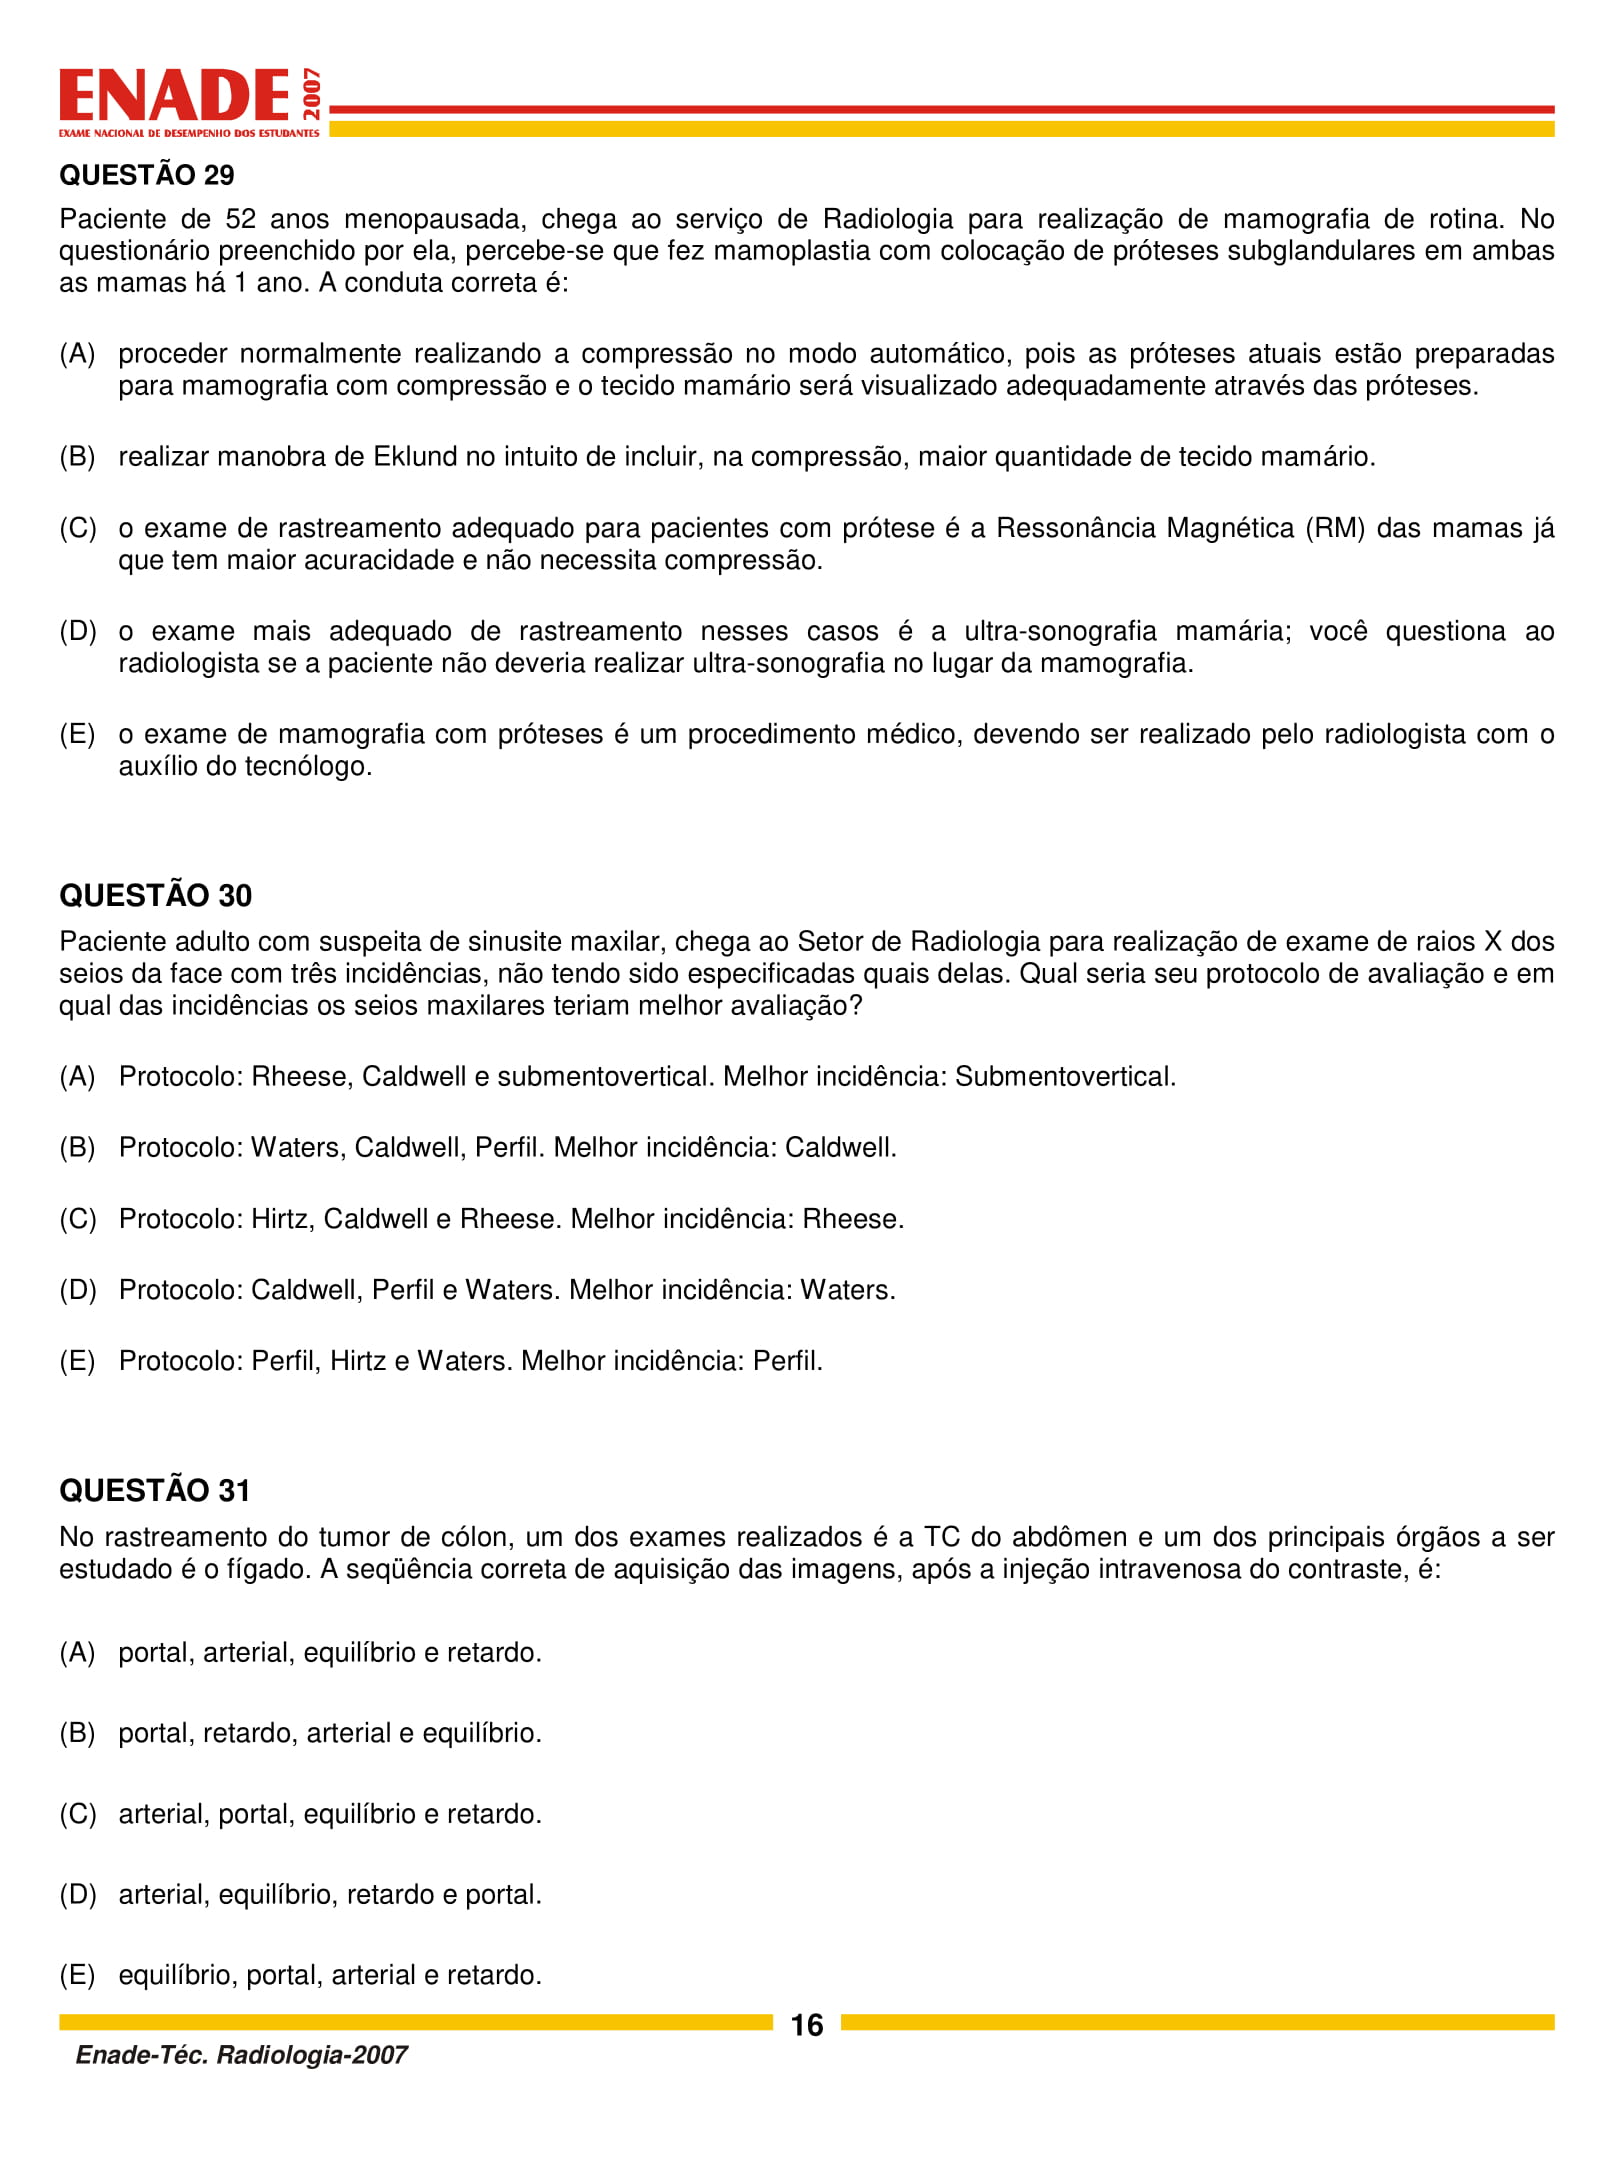 ENADE 2007
EXAME NACIONAL DE DESEMPENHO DOS ESTUDANTES
QUESTÃO 29
Paciente de 52 anos menopausada, chega ao serviço de Radiologia para realização de mamografia de rotina. No
questionário preenchido por ela, percebe-se que fez mamoplastia com colocação de próteses subglandulares em ambas
as mamas há 1 ano. A conduta correta é:
(A) proceder normalmente realizando a compressão no modo automático, pois as próteses atuais estão preparadas
para mamografia com compressão e o tecido mamário será visualizado adequadamente através das próteses.
(B) realizar manobra de Eklund no intuito de incluir, na compressão, maior quantidade de tecido mamário.
(C) o exame de rastreamento adequado para pacientes com prótese é a Ressonância Magnética (RM) das mamas já
que tem maior acuracidade e não necessita compressão.
(D) o exame mais adequado de rastreamento nesses casos é a ultra-sonografia mamária; você questiona ao
radiologista se a paciente não deveria realizar ultra-sonografia no lugar da mamografia.
(E) o exame de mamografia com próteses é um procedimento médico, devendo ser realizado pelo radiologista com o
auxílio do tecnólogo.
QUESTÃO 30
Paciente adulto com suspeita de sinusite maxilar, chega ao Setor de Radiologia para realização de exame de raios X dos
seios da face com três incidências, não tendo sido especificadas quais delas. Qual seria seu protocolo de avaliação e em
qual das incidências os seios maxilares teriam melhor avaliação?
(A) Protocolo: Rheese, Caldwell e submentovertical. Melhor incidência: Submentovertical.
(B) Protocolo: Waters, Caldwell, Perfil. Melhor incidência: Caldwell.
(C) Protocolo: Hirtz, Caldwell e Rheese. Melhor incidência: Rheese.
(D) Protocolo: Caldwell, Perfil e Waters. Melhor incidência: Waters.
(E) Protocolo: Perfil, Hirtz e Waters. Melhor incidência: Perfil.
QUESTÃO 31
No rastreamento do tumor de cólon, um dos exames realizados é a TC do abdômen e um dos principais órgãos a ser
estudado é o fígado. A seqüência correta de aquisição das imagens, após a injeção intravenosa do contraste, é:
(A) portal, arterial, equilíbrio e retardo.
(B) portal, retardo, arterial e equilíbrio.
(C) arterial, portal, equilíbrio e retardo.
(D) arterial, equilíbrio, retardo e portal.
(E) equilíbrio, portal, arterial e retardo.
16
Enade-Téc. Radiologia-2007